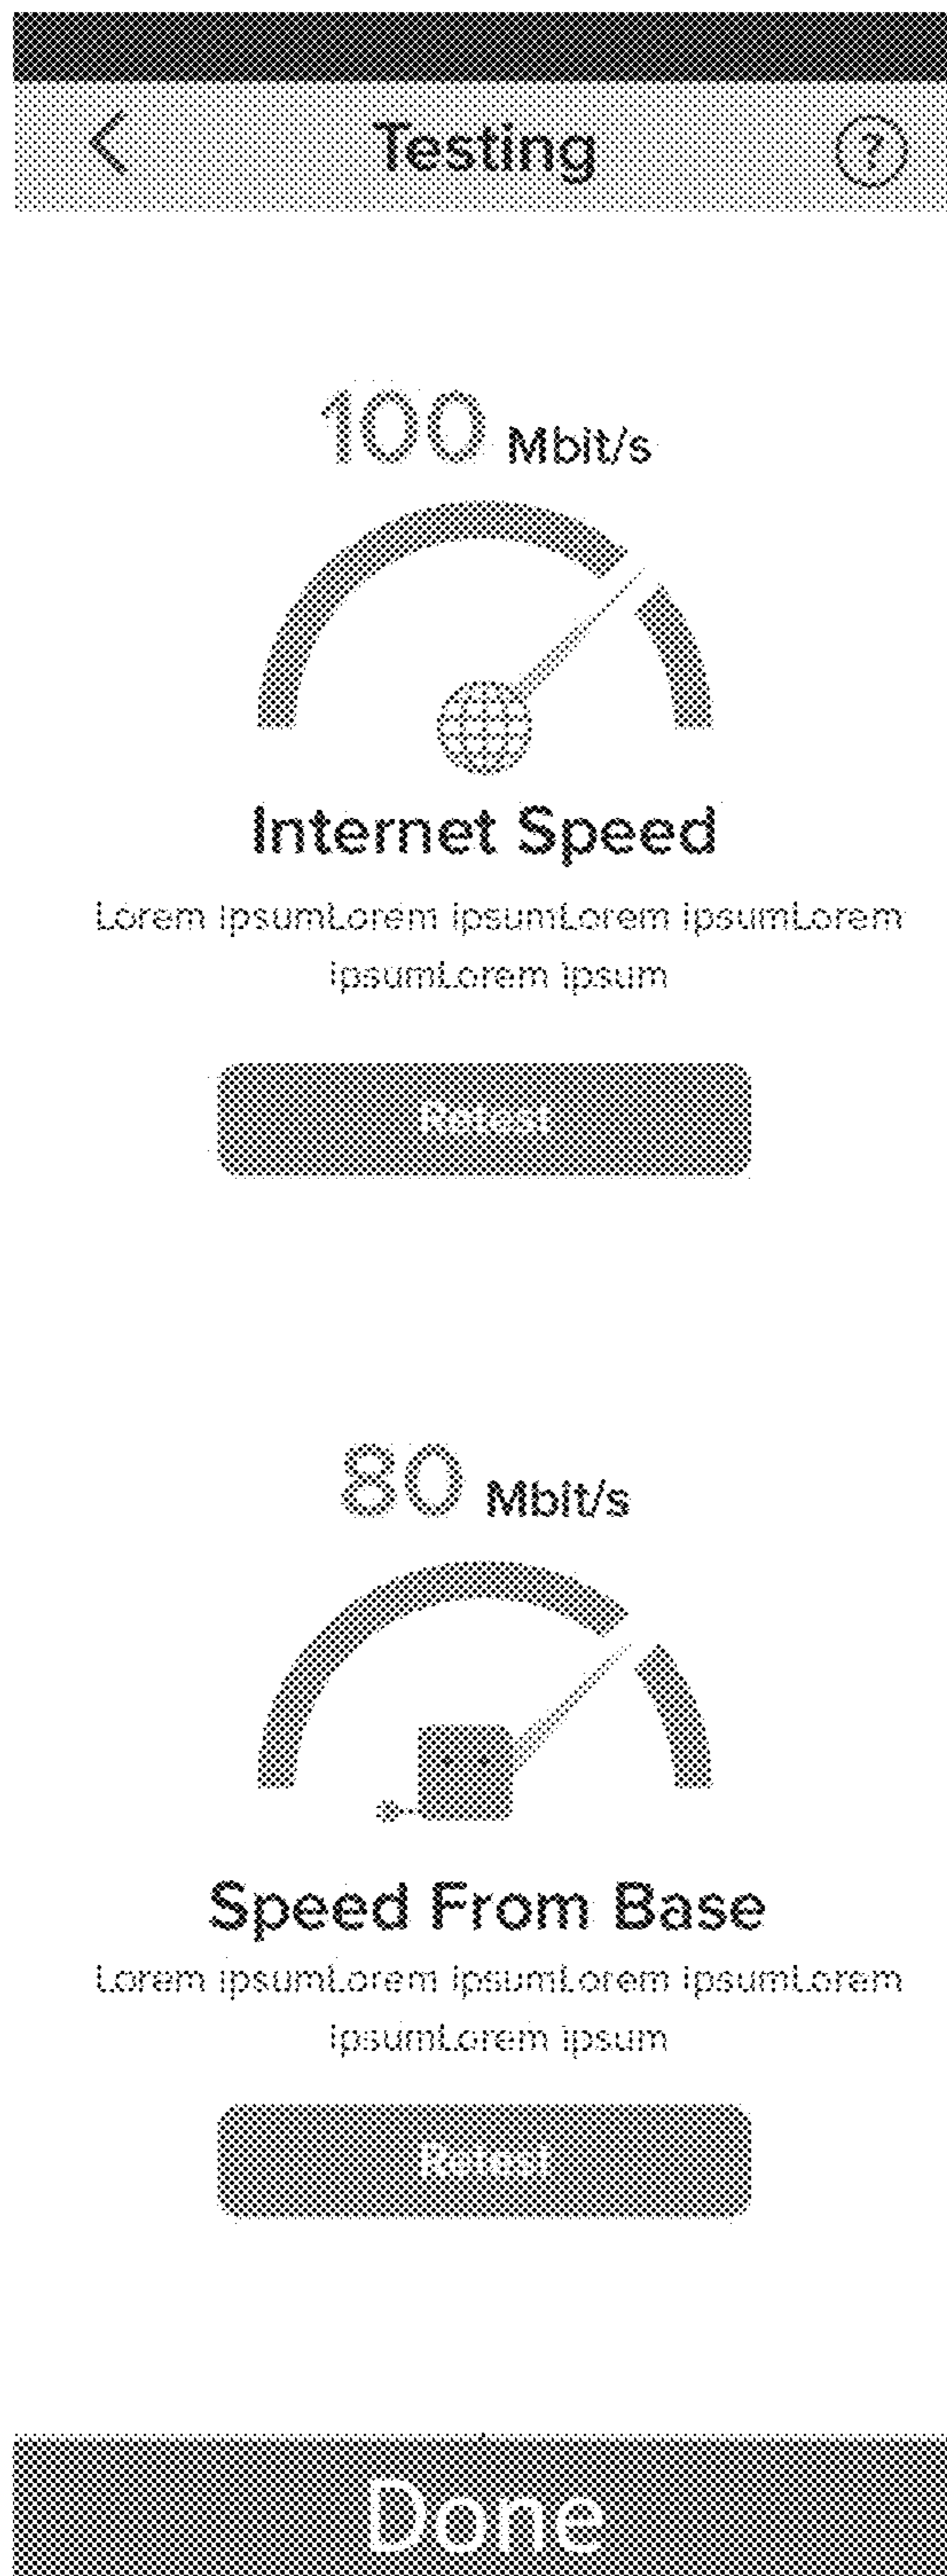 Testing
?
100 Mbit/s
Internet Speed
Lorem IpsumLorem ipsumLorem ipsumLorem
ipsumLorem ipsum
Retest
80 Mbit/s
Speed From Base
Lorem ipsumLorem ipsumLorem ipsumLorem
ipsumLorem ipsum
Retest
Done